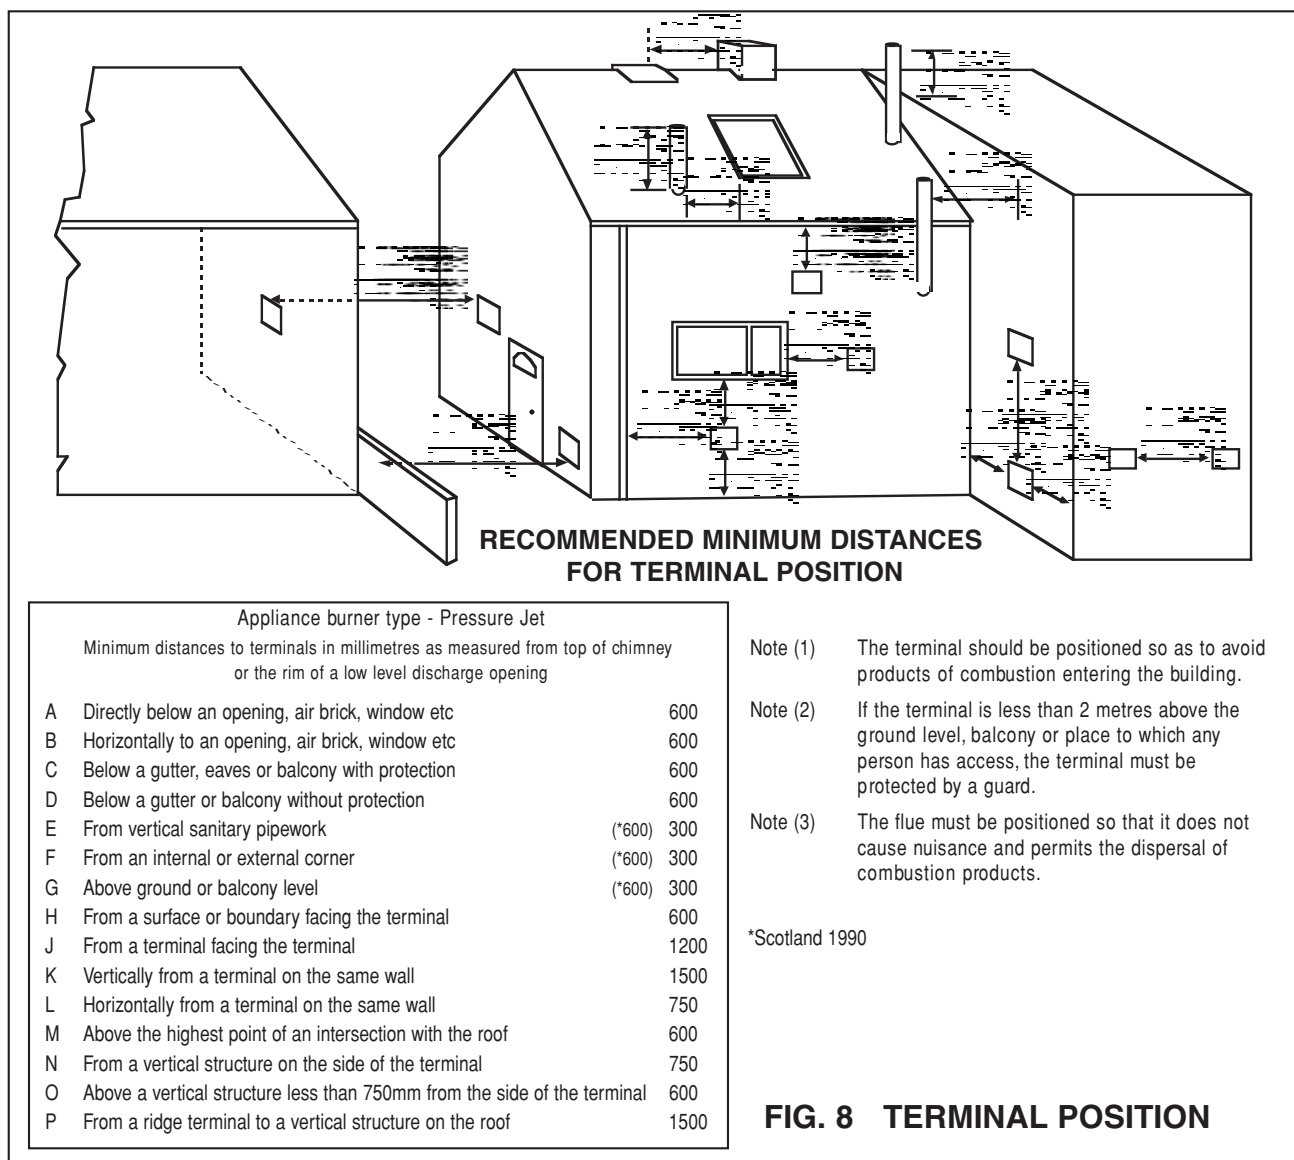 RECOMMENDED MINIMUM DISTANCES
FOR TERMINAL POSITION
Appliance burner type - Pressure Jet
Minimum distances to terminals in millimetres as measured from top of chimney
or the rim of a low level discharge opening
A Directly below an opening, air brick, window etc 600
B Horizontally to an opening, air brick, window etc 600
C Below a gutter, eaves or balcony with protection 600
D Below a gutter or balcony without protection 600
E From vertical sanitary pipework (*600) 300
F From an internal or external corner (*600) 300
G Above ground or balcony level (*600) 300
H From a surface or boundary facing the terminal 600
J From a terminal facing the terminal 1200
K Vertically from a terminal on the same wall 1500
L Horizontally from a terminal on the same wall 750
M Above the highest point of an intersection with the roof 600
N From a vertical structure on the side of the terminal 750
O Above a vertical structure less than 750mm from the side of the terminal 600
P From a ridge terminal to a vertical structure on the roof 1500
Note (1) The terminal should be positioned so as to avoid
products of combustion entering the building.
Note (2) If the terminal is less than 2 metres above the
ground level, balcony or place to which any
person has access, the terminal must be
protected by a guard.
Note (3) The flue must be positioned so that it does not
cause nuisance and permits the dispersal of
combustion products.
*Scotland 1990
FIG. 8 TERMINAL POSITION